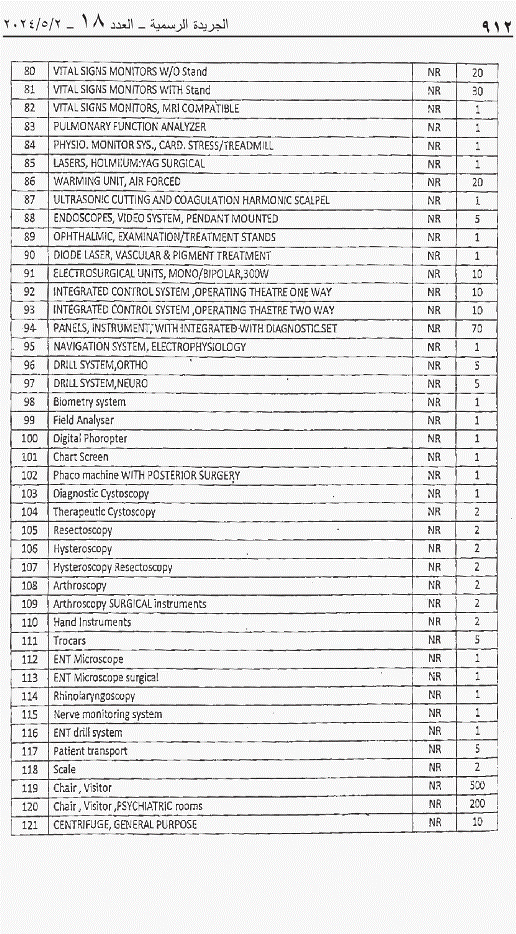 ٩١٢ الجريدة الرسمية ــ العدد ١٨ ــ ٢٠٢٤/٥/٢
80 VITAL SIGNS MONITORS W/O Stand NR 20
81 VITAL SIGNS MONITORS WITH Stand NR 30
82 VITAL SIGNS MONITORS, MRI COMPATIBLE NR 1
83 PULMONARY FUNCTION ANALYZER NR 1
84 PHYSIO. MONITOR SYS., CARD. STRESS/TREADMILL NR 1
85 LASERS, HOLMIUM:YAG SURGICAL NR 1
86 WARMING UNIT, AIR FORCED NR 20
87 ULTRASONIC CUTTING AND COAGULATION HARMONIC SCALPEL NR 1
88 ENDOSCOPES, VIDEO SYSTEM, PENDANT MOUNTED NR 5
89 OPHTHALMIC, EXAMINATION/TREATMENT STANDS NR 1
90 DIODE LASER, VASCULAR & PIGMENT TREATMENT NR 1
91 ELECTROSURGICAL UNITS, MONO/BIPOLAR,300W NR 10
92 INTEGRATED CONTROL SYSTEM ,OPERATING THEATRE ONE WAY NR 10
93 INTEGRATED CONTROL SYSTEM ,OPERATING THAETRE TWO WAY NR 10
94 PANELS, INSTRUMENT, WITH INTEGRATED WITH DIAGNOSTIC SET NR 70
95 NAVIGATION SYSTEM, ELECTROPHYSIOLOGY NR 1
96 DRILL SYSTEM,ORTHO NR 5
97 DRILL SYSTEM,NEURO NR 5
98 Biometry system NR 1
99 Field Analyser NR 1
100 Digital Phoropter NR 1
101 Chart Screen NR 1
102 Phaco machine WITH POSTERIOR SURGERY NR 1
103 Diagnostic Cystoscopy NR 1
104 Therapeutic Cystoscopy NR 2
105 Resectoscopy NR 2
106 Hysteroscopy NR 2
107 Hysteroscopy Resectoscopy NR 2
108 Arthroscopy NR 2
109 Arthroscopy SURGICAL instruments NR 2
110 Hand Instruments NR 2
111 Trocars NR 5
112 ENT Microscope NR 1
113 ENT Microscope surgical NR 1
114 Rhinolaryngoscopy NR 1
115 Nerve monitoring system NR 1
116 ENT drill system NR 1
117 Patient transport NR 5
118 Scale NR 2
119 Chair , Visitor NR 500
120 Chair , Visitor ,PSYCHIATRIC rooms NR 200
121 CENTRIFUGE, GENERAL PURPOSE NR 10